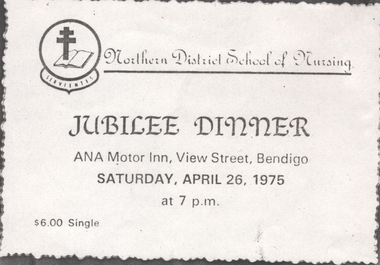 Northern District School of Nursing
JUBILEE DINNER
ANA Motor Inn, View Street, Bendigo
SATURDAY, APRIL 26, 1975
at 7 p.m.
$6.00 Single